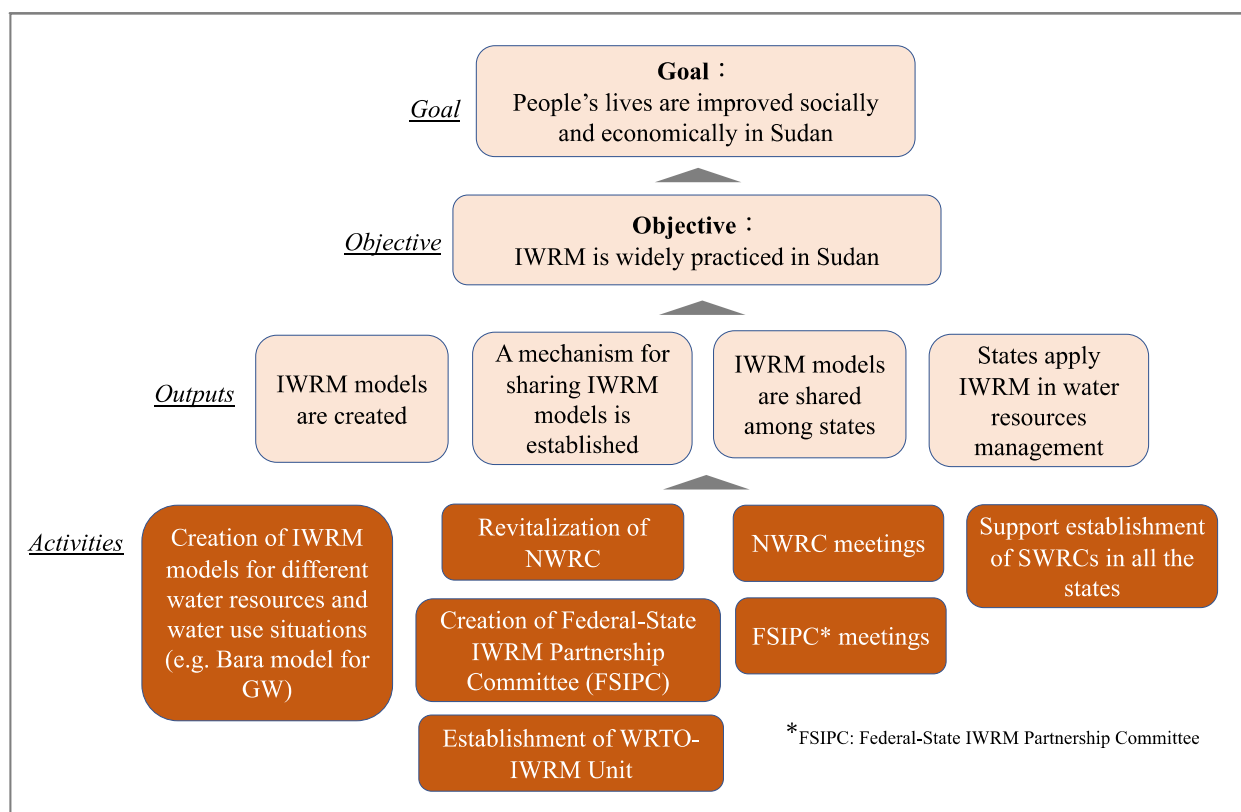 Goal
Goal：
People’s lives are improved socially
and economically in Sudan
Objective
Objective：
IWRM is widely practiced in Sudan
Outputs
IWRM models
are created
A mechanism for
sharing IWRM
models is
established
IWRM models
are shared
among states
States apply
IWRM in water
resources
management
Activities
Creation of IWRM
models for different
water resources and
water use situations
(e.g. Bara model for
GW)
Revitalization of
NWRC
Creation of Federal-State
IWRM Partnership
Committee (FSIPC)
Establishment of WRTO-
IWRM Unit
NWRC meetings
FSIPC* meetings
Support establishment
of SWRCs in all the
states
*FSIPC: Federal-State IWRM Partnership Committee